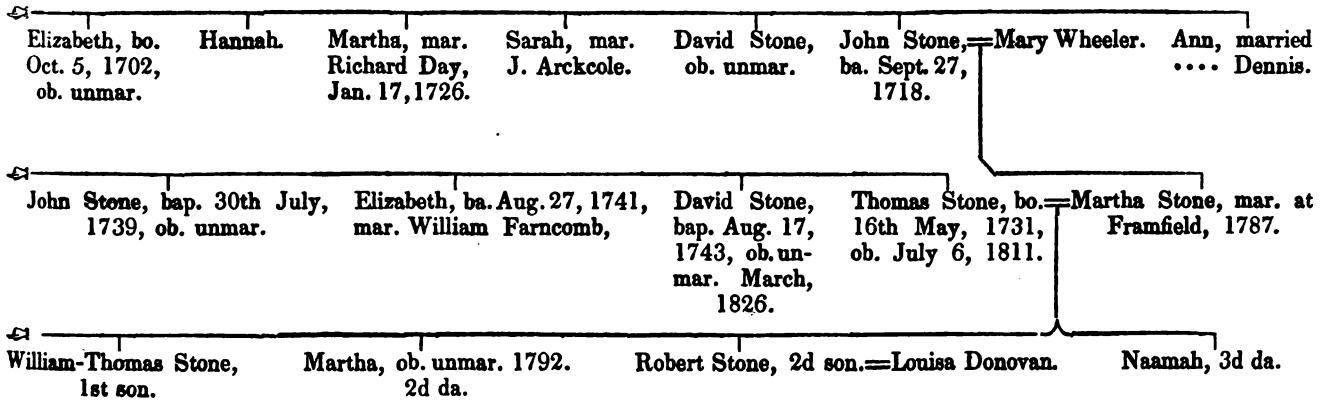 Elizabeth, bo.
Oct. 5, 1702,
ob. unmar.
Hannah.
Martha, mar.
Richard Day,
Jan. 17, 1726.
Sarah, mar.
J. Arckcole.
David Stone,
ob. unmar.
John Stone,=Mary Wheeler.
ba. Sept. 27,
1718.
Ann, married
.... Dennis.
John Stone, bap. 30th July,
1739, ob. unmar.
Elizabeth, ba. Aug. 27, 1741,
mar. William Farncomb,
David Stone,
bap. Aug. 17,
1743, ob. un-
mar. March,
1826.
Thomas Stone, bo.=Martha Stone, mar. at
16th May, 1731,
ob. July 6, 1811.
Framfield, 1787.
William-Thomas Stone,
1st son.
Martha, ob. unmar. 1792.
2d da.
Robert Stone, 2d son.=Louisa Donovan.
Naamah, 3d da.